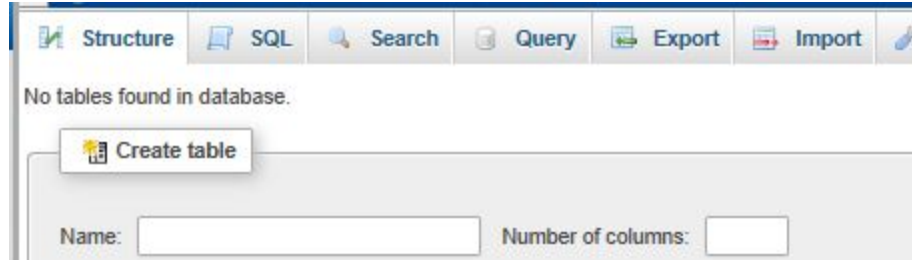 Structure SQL Search Query Export Import
No tables found in database.
Create table
Name: Number of columns: